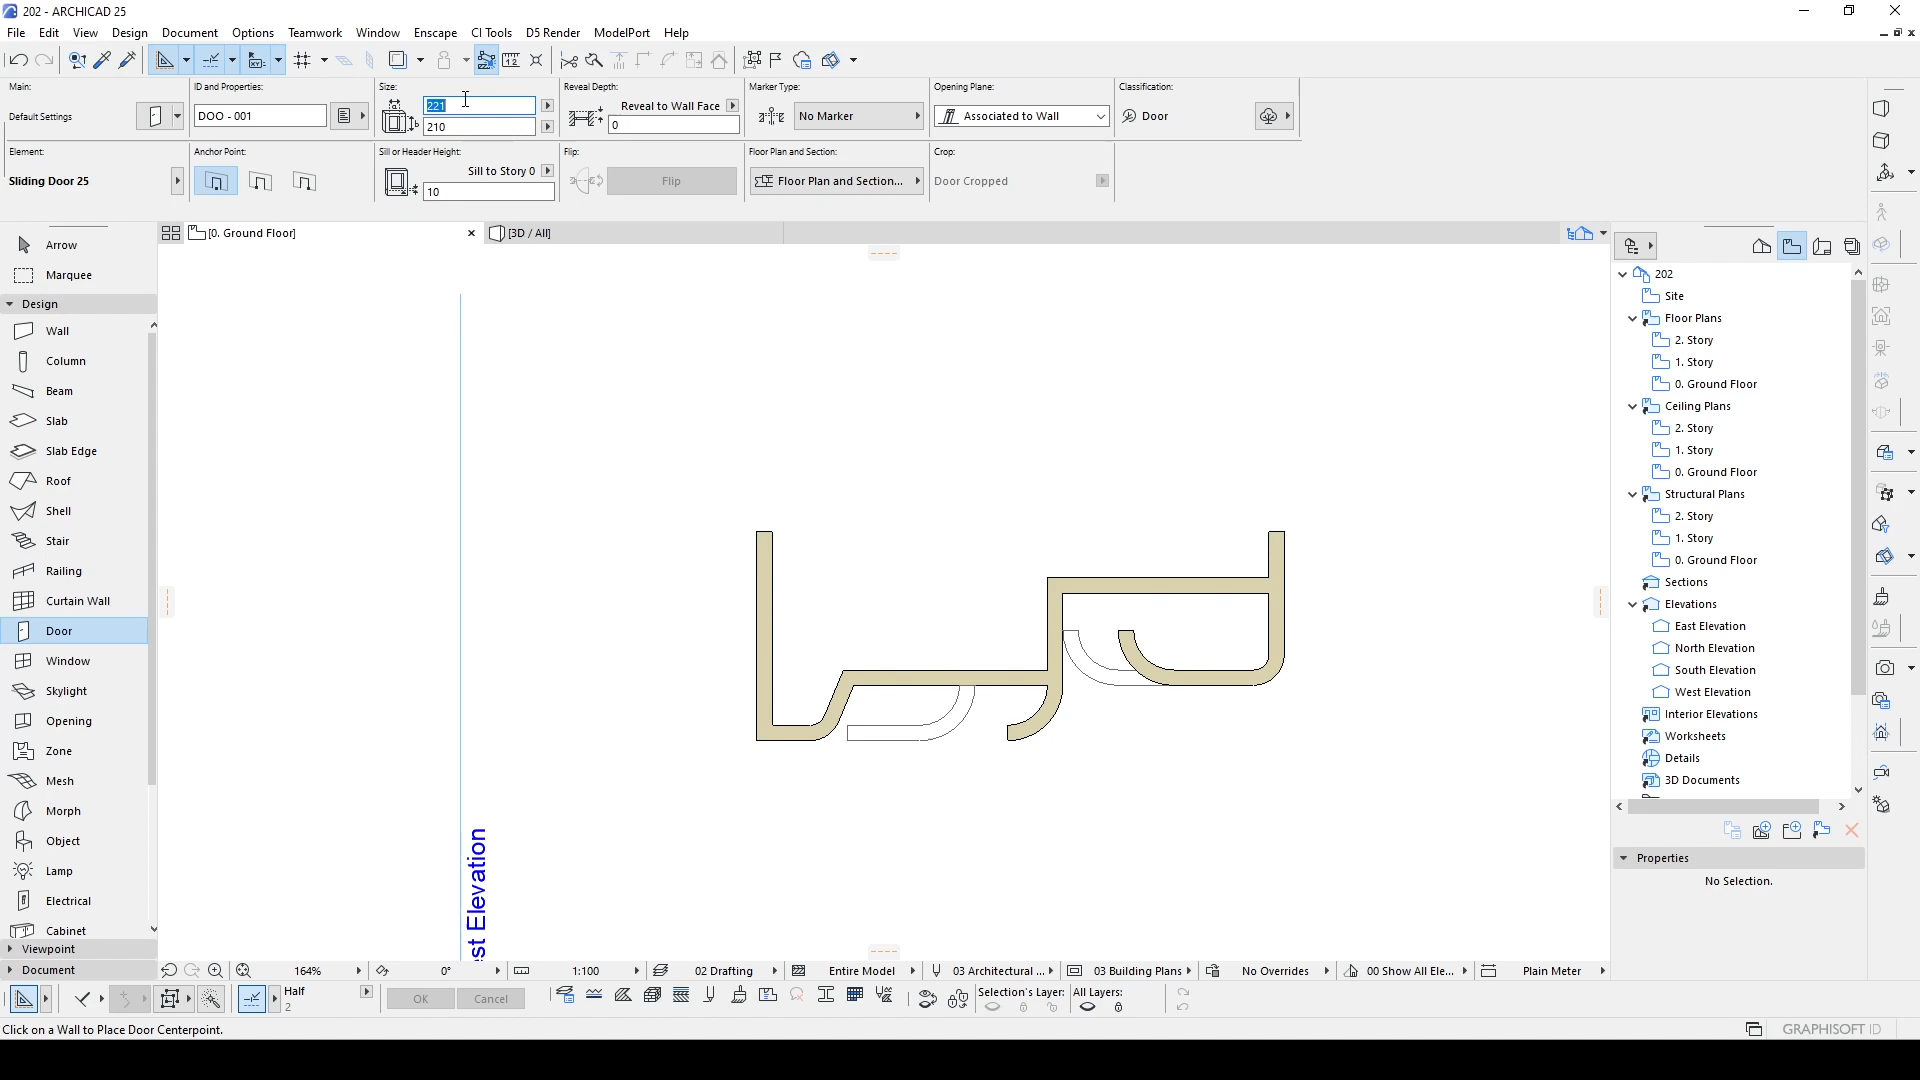 202 - ARCHICAD 25
File Edit View Design Document Options Teamwork Window Enscape CI Tools D5 Render ModelPort Help
Main: ID and Properties: Size: Reveal Depth: Marker Type: Opening Plane: Classification:
221 Reveal to Wall Face
Default Settings DOO - 001 No Marker Associated to Wall Door
210 0
Element: Anchor Point: Sill or Header Height: Flip: Floor Plan and Section: Crop:
Sill to Story 0
Sliding Door 25 Flip Floor Plan and Section... Door Cropped
10
[0. Ground Floor] [3D / All]
Arrow
Marquee
Design
Wall
Column
Beam
Slab
Slab Edge
Roof
Shell
Stair
Railing
Curtain Wall
Door
Window
Skylight
Opening
Zone
Mesh
Morph
Object
Lamp
Electrical
Cabinet
Viewpoint
Document
st Elevation
202
Site
Floor Plans
2. Story
1. Story
0. Ground Floor
Ceiling Plans
2. Story
1. Story
0. Ground Floor
Structural Plans
2. Story
1. Story
0. Ground Floor
Sections
Elevations
East Elevation
North Elevation
South Elevation
West Elevation
Interior Elevations
Worksheets
Details
3D Documents
Properties
No Selection.
164% 0° 1:100 02 Drafting Entire Model 03 Architectural ... 03 Building Plans No Overrides 00 Show All Ele... Plain Meter
Half
2
OK Cancel
Selection's Layer: All Layers:
Click on a Wall to Place Door Centerpoint.
GRAPHISOFT ID